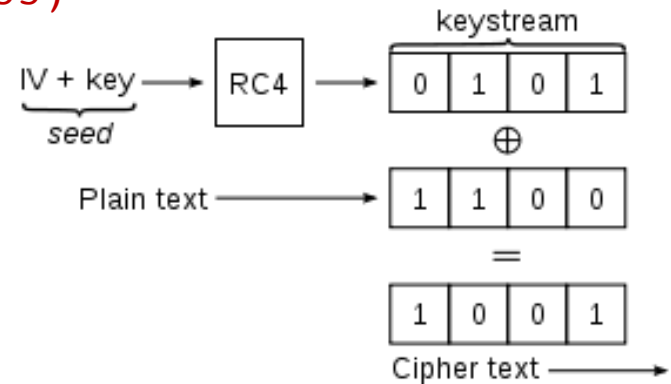 keystream
IV + key RC4 0 1 0 1
seed
⊕
Plain text 1 1 0 0
=
1 0 0 1
Cipher text